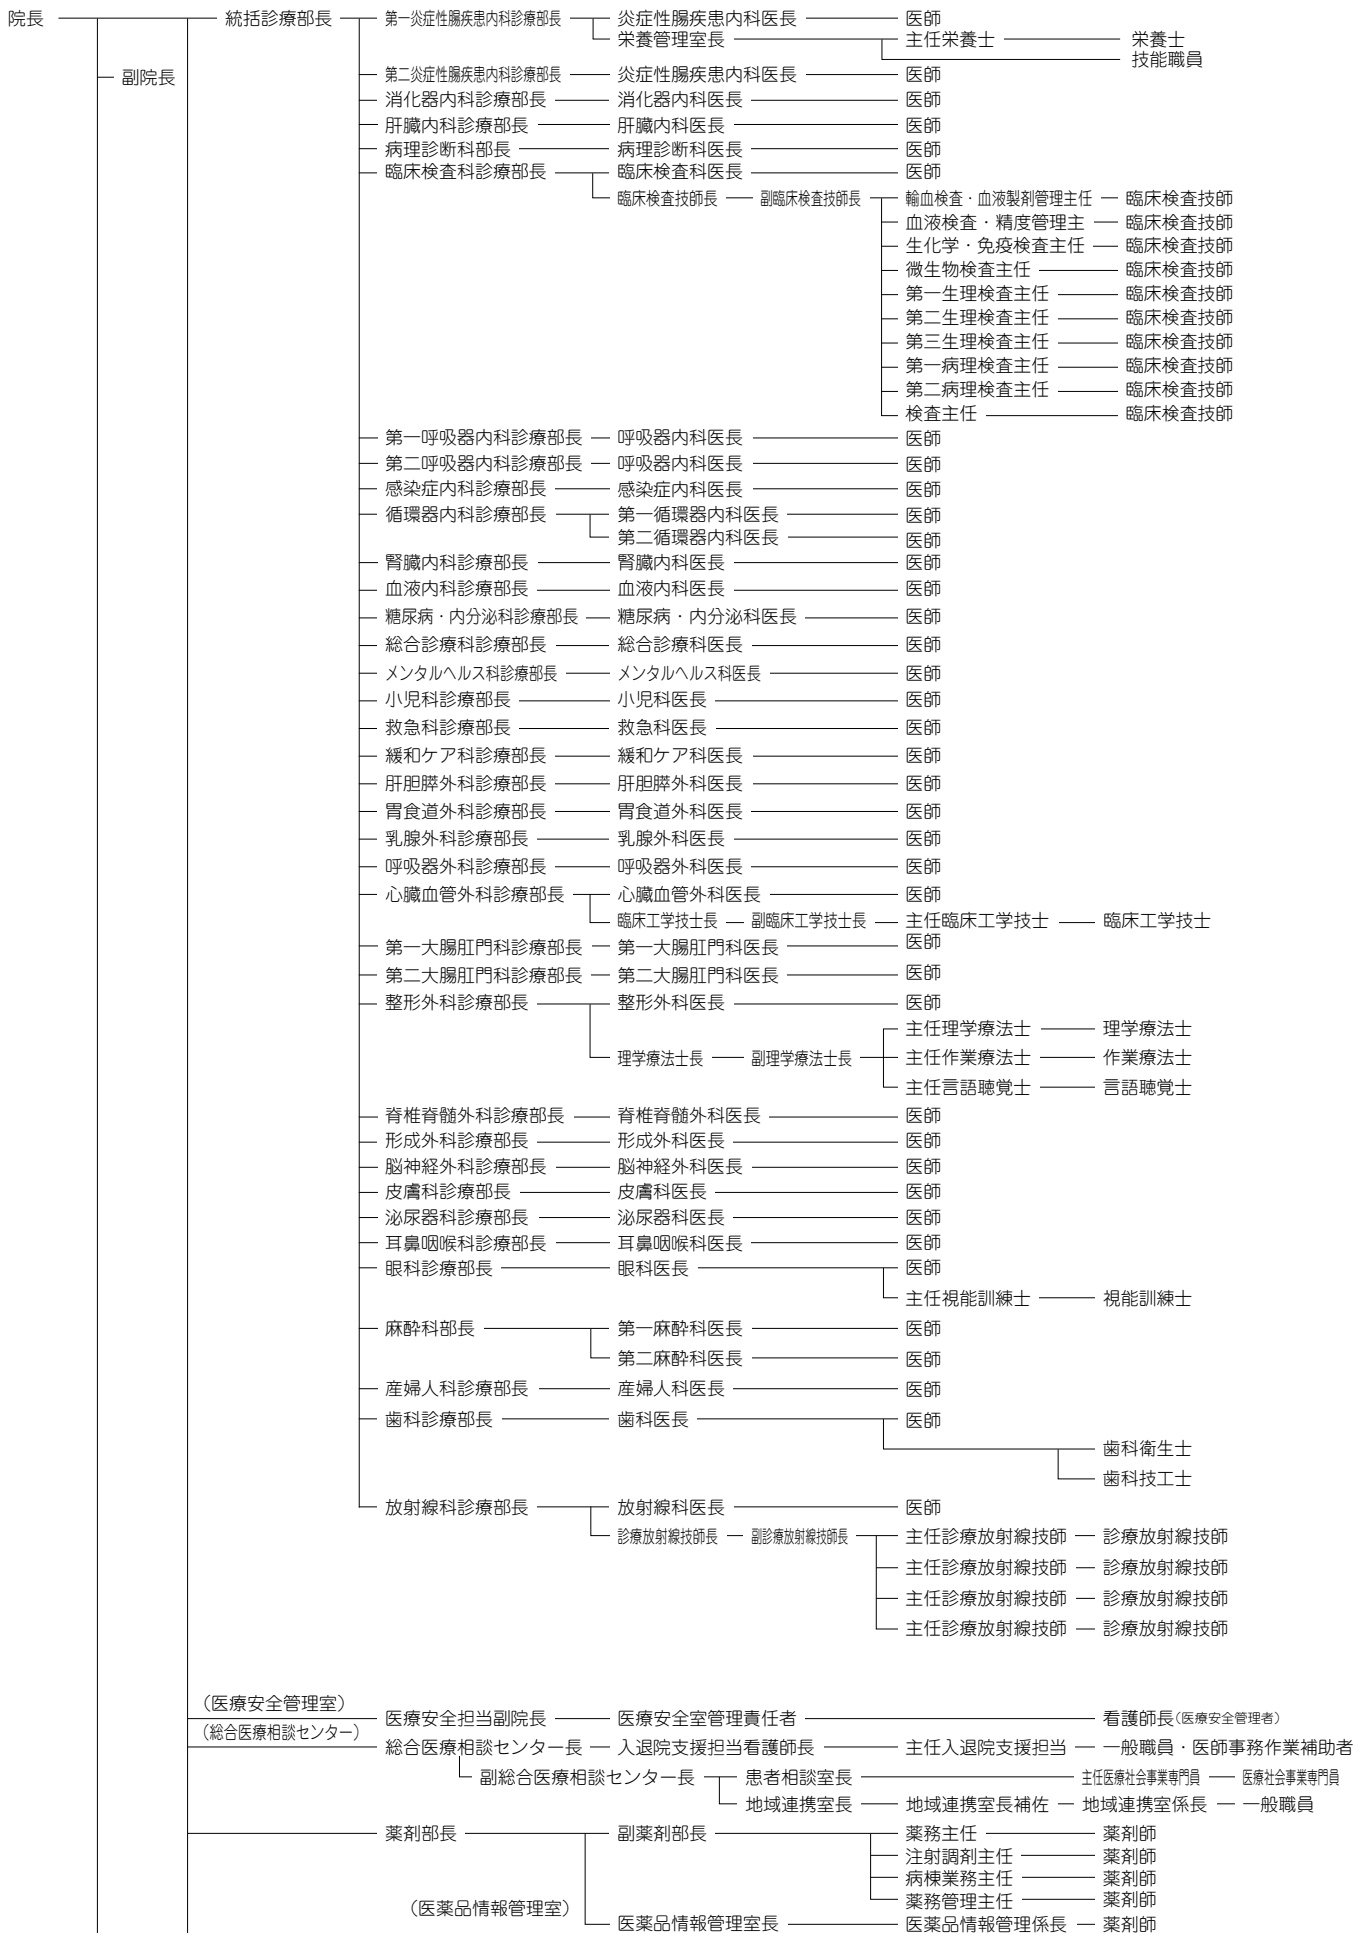 院長 統括診療部長 第一炎症性腸疾患内科診療部長 炎症性腸疾患内科医長 医師
栄養管理室長 主任栄養士 栄養士
技能職員
副院長 第二炎症性腸疾患内科診療部長 炎症性腸疾患内科医長 医師
消化器内科診療部長 消化器内科医長 医師
肝臓内科診療部長 肝臓内科医長 医師
病理診断科部長 病理診断科医長 医師
臨床検査科診療部長 臨床検査科医長 医師
臨床検査技師長 副臨床検査技師長 輸血検査・血液製剤管理主任 臨床検査技師
血液検査・精度管理主 臨床検査技師
生化学・免疫検査主任 臨床検査技師
微生物検査主任 臨床検査技師
第一生理検査主任 臨床検査技師
第二生理検査主任 臨床検査技師
第三生理検査主任 臨床検査技師
第一病理検査主任 臨床検査技師
第二病理検査主任 臨床検査技師
検査主任 臨床検査技師
第一呼吸器内科診療部長 呼吸器内科医長 医師
第二呼吸器内科診療部長 呼吸器内科医長 医師
感染症内科診療部長 感染症内科医長 医師
循環器内科診療部長 第一循環器内科医長 医師
第二循環器内科医長 医師
腎臓内科診療部長 腎臓内科医長 医師
血液内科診療部長 血液内科医長 医師
糖尿病・内分泌科診療部長 糖尿病・内分泌科医長 医師
総合診療科診療部長 総合診療科医長 医師
メンタルヘルス科診療部長 メンタルヘルス科医長 医師
小児科診療部長 小児科医長 医師
救急科診療部長 救急科医長 医師
緩和ケア科診療部長 緩和ケア科医長 医師
肝胆膵外科診療部長 肝胆膵外科医長 医師
胃食道外科診療部長 胃食道外科医長 医師
乳腺外科診療部長 乳腺外科医長 医師
呼吸器外科診療部長 呼吸器外科医長 医師
心臓血管外科診療部長 心臓血管外科医長 医師
臨床工学技士長 副臨床工学技士長 主任臨床工学技士 臨床工学技士
第一大腸肛門科診療部長 第一大腸肛門科医長 医師
第二大腸肛門科診療部長 第二大腸肛門科医長 医師
整形外科診療部長 整形外科医長 医師
主任理学療法士 理学療法士
理学療法士長 副理学療法士長 主任作業療法士 作業療法士
主任言語聴覚士 言語聴覚士
脊椎脊髄外科診療部長 脊椎脊髄外科医長 医師
形成外科診療部長 形成外科医長 医師
脳神経外科診療部長 脳神経外科医長 医師
皮膚科診療部長 皮膚科医長 医師
泌尿器科診療部長 泌尿器科医長 医師
耳鼻咽喉科診療部長 耳鼻咽喉科医長 医師
眼科診療部長 眼科医長 医師
主任視能訓練士 視能訓練士
麻酔科部長 第一麻酔科医長 医師
第二麻酔科医長 医師
産婦人科診療部長 産婦人科医長 医師
歯科診療部長 歯科医長 医師
歯科衛生士
歯科技工士
放射線科診療部長 放射線科医長 医師
診療放射線技師長 副診療放射線技師長 主任診療放射線技師 診療放射線技師
主任診療放射線技師 診療放射線技師
主任診療放射線技師 診療放射線技師
主任診療放射線技師 診療放射線技師
（医療安全管理室）
医療安全担当副院長 医療安全室管理責任者 看護師長（医療安全管理者）
（総合医療相談センター）
総合医療相談センター長 入退院支援担当看護師長 主任入退院支援担当 一般職員・医師事務作業補助者
副総合医療相談センター長 患者相談室長 主任医療社会事業専門員 医療社会事業専門員
地域連携室長 地域連携室長補佐 地域連携室係長 一般職員
薬剤部長 副薬剤部長 薬務主任 薬剤師
注射調剤主任 薬剤師
病棟業務主任 薬剤師
薬務管理主任 薬剤師
（医薬品情報管理室）
医薬品情報管理室長 医薬品情報管理係長 薬剤師